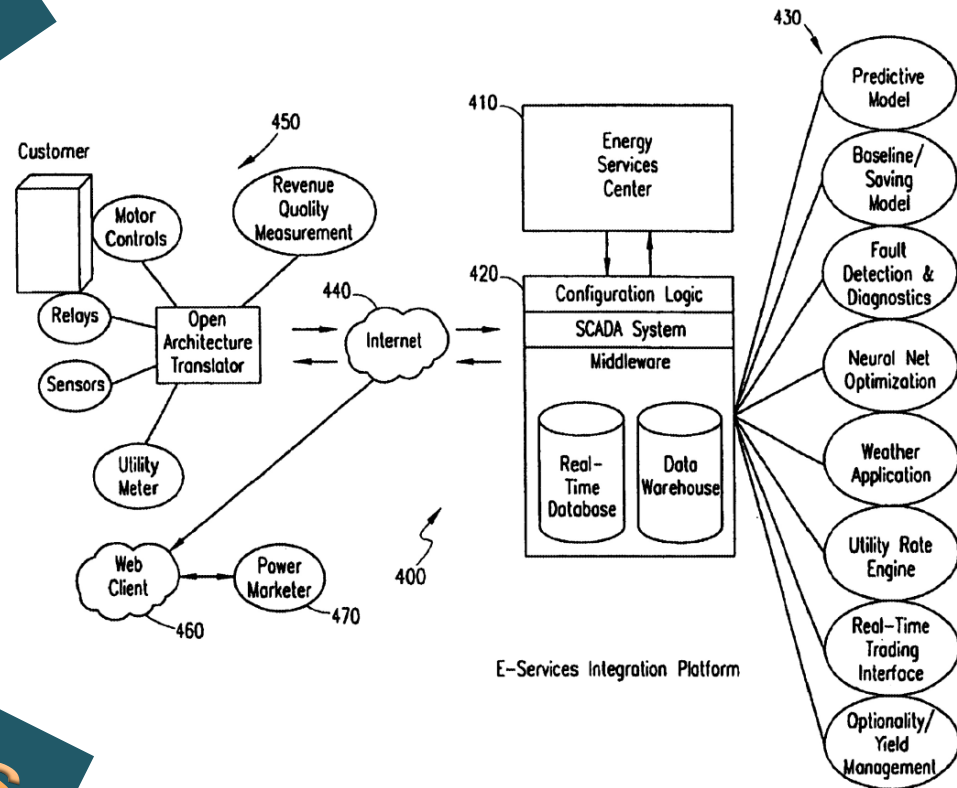 430
Predictive
Model
410
Energy
Services
Center
450
Customer
Revenue
Quality
Measurement
Baseline/
Saving
Model
Motor
Controls
Fault
Detection &
Diagnostics
420
Configuration Logic
SCADA System
Middleware
440
Internet
Relays
Open
Architecture
Translator
Sensors
Neural Net
Optimization
Utility
Meter
Real-
Time
Database
Data
Warehouse
Weather
Application
Utility Rate
Engine
400
Web
Client
460
Power
Marketer
470
Real-Time
Trading
Interface
E-Services Integration Platform
Optionality/
Yield
Management